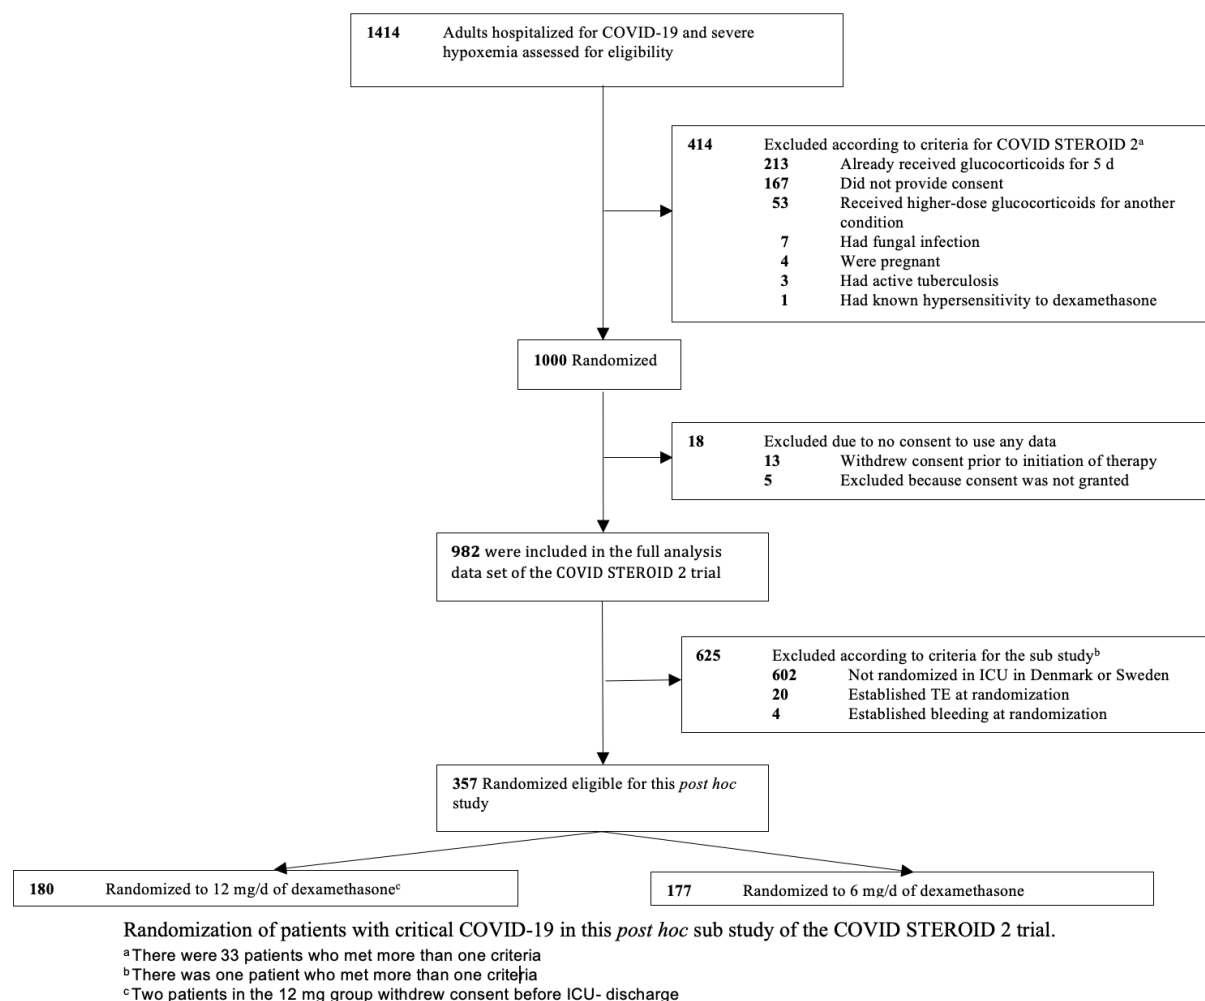 1414 Adults hospitalized for COVID-19 and severe
hypoxemia assessed for eligibility
414 Excluded according to criteria for COVID STEROID 2ª
213 Already received glucocorticoids for 5 d
167 Did not provide consent
53 Received higher-dose glucocorticoids for another
condition
7 Had fungal infection
4 Were pregnant
3 Had active tuberculosis
1 Had known hypersensitivity to dexamethasone
1000 Randomized
18 Excluded due to no consent to use any data
13 Withdrew consent prior to initiation of therapy
5 Excluded because consent was not granted
982 were included in the full analysis
data set of the COVID STEROID 2 trial
625 Excluded according to criteria for the sub studyᵇ
602 Not randomized in ICU in Denmark or Sweden
20 Established TE at randomization
4 Established bleeding at randomization
357 Randomized eligible for this post hoc
study
180 Randomized to 12 mg/d of dexamethasoneᶜ
177 Randomized to 6 mg/d of dexamethasone
Randomization of patients with critical COVID-19 in this post hoc sub study of the COVID STEROID 2 trial.
ª There were 33 patients who met more than one criteria
ᵇ There was one patient who met more than one criteria
ᶜ Two patients in the 12 mg group withdrew consent before ICU- discharge